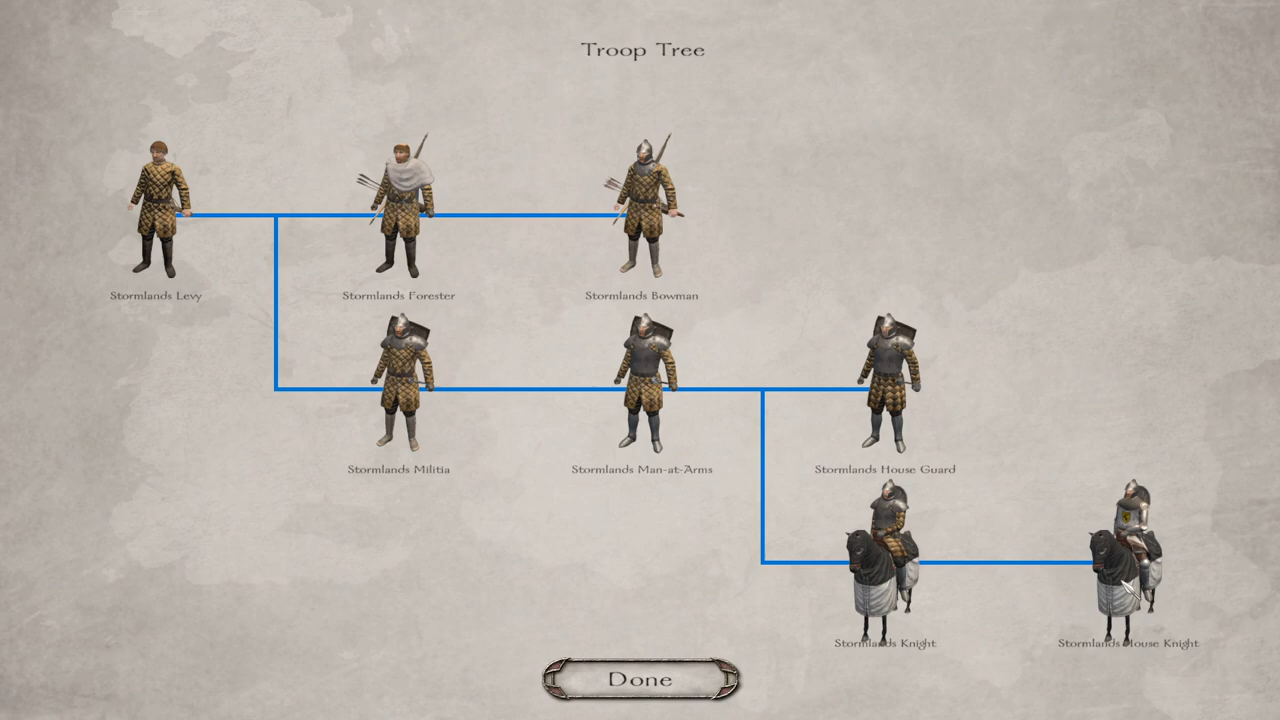 Troop Tree
Stormlands Levy
Stormlands Forester
Stormlands Bowman
Stormlands Militia
Stormlands Man-at-Arms
Stormlands House Guard
Stormlands Knight
Stormlands House Knight
Done